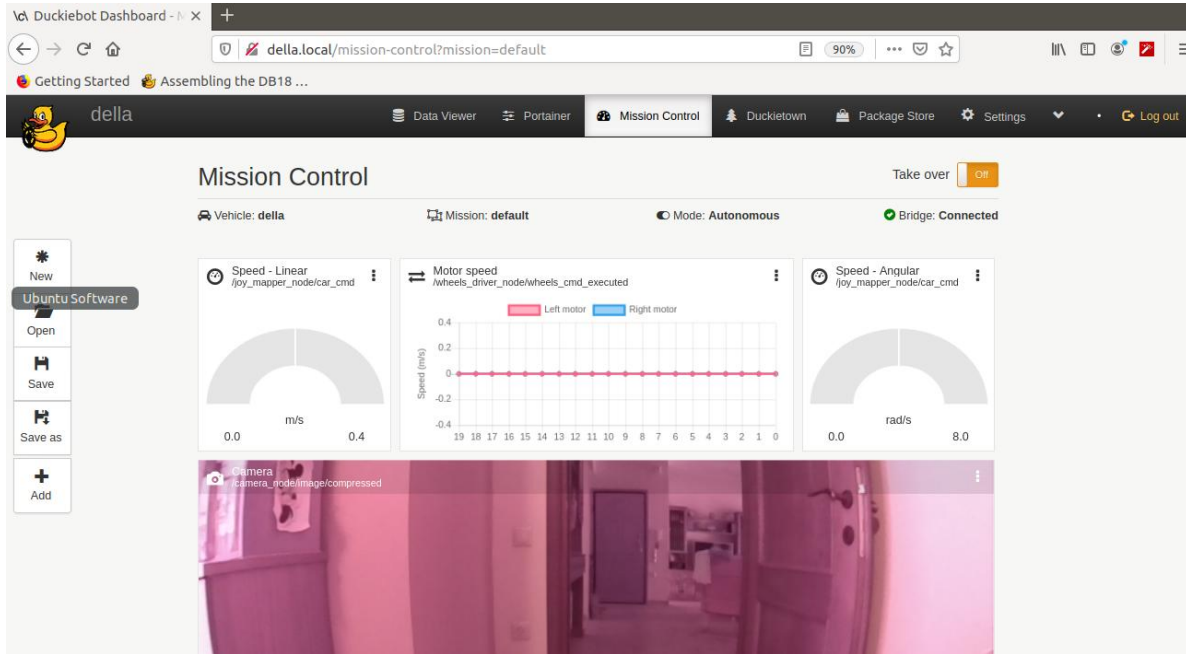 \d\ Duckiebot Dashboard - M
della.local/mission-control?mission=default
90%
Getting Started Assembling the DB18 ...
della
Data Viewer Portainer Mission Control Duckietown Package Store Settings Log out
Mission Control
Take over Off
Vehicle: della Mission: default Mode: Autonomous Bridge: Connected
New
Ubuntu Software
Open
Save
Save as
Add
Speed - Linear
/joy_mapper_node/car_cmd
m/s
0.0 0.4
Motor speed
/wheels_driver_node/wheels_cmd_executed
Left motor Right motor
Speed (m/s)
0.4
0.2
0
-0.2
-0.4
19 18 17 16 15 14 13 12 11 10 9 8 7 6 5 4 3 2 1 0
Speed - Angular
/joy_mapper_node/car_cmd
rad/s
0.0 8.0
Camera
/camera_node/image/compressed